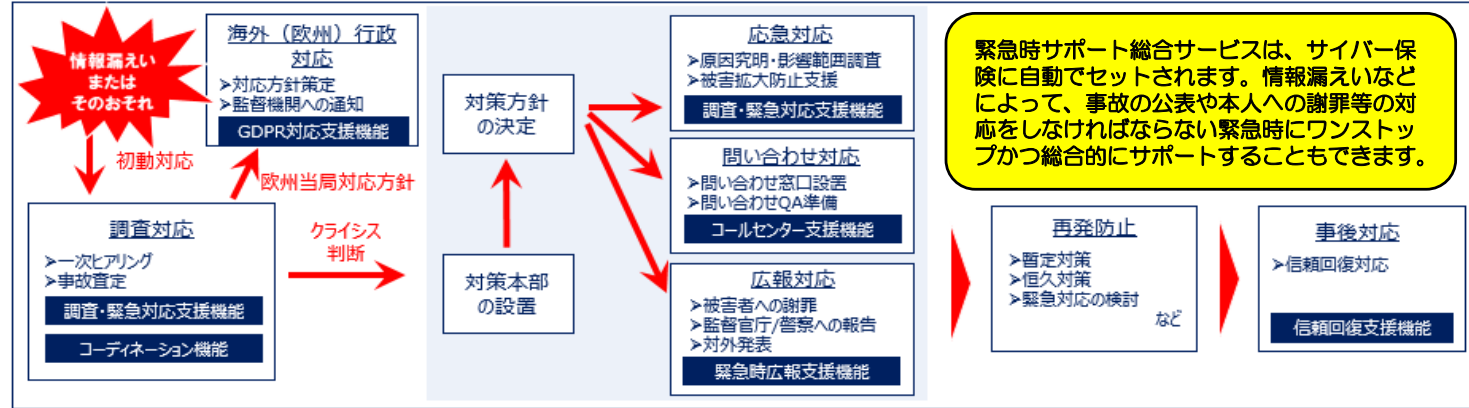 情報漏えい
または
そのおそれ
初動対応
海外（欧州）行政
対応
➢対応方針策定
➢監督機関への通知
GDPR対応支援機能
欧州当局対応方針
調査対応
➢一次ヒアリング
➢事故査定
調査・緊急対応支援機能
コーディネーション機能
クライシス
判断
対策方針
の決定
対策本部
の設置
応急対応
➢原因究明・影響範囲調査
➢被害拡大防止支援
調査・緊急対応支援機能
問い合わせ対応
➢問い合わせ窓口設置
➢問い合わせQA準備
コールセンター支援機能
広報対応
➢被害者への謝罪
➢監督官庁/警察への報告
➢対外発表
緊急時広報支援機能
緊急時サポート総合サービスは、サイバー保
険に自動でセットされます。情報漏えいなど
によって、事故の公表や本人への謝罪等の対
応をしなければならない緊急時にワンストッ
プかつ総合的にサポートすることもできます。
再発防止
➢暫定対策
➢恒久対策
➢緊急対応の検討
など
事後対応
➢信頼回復対応
信頼回復支援機能